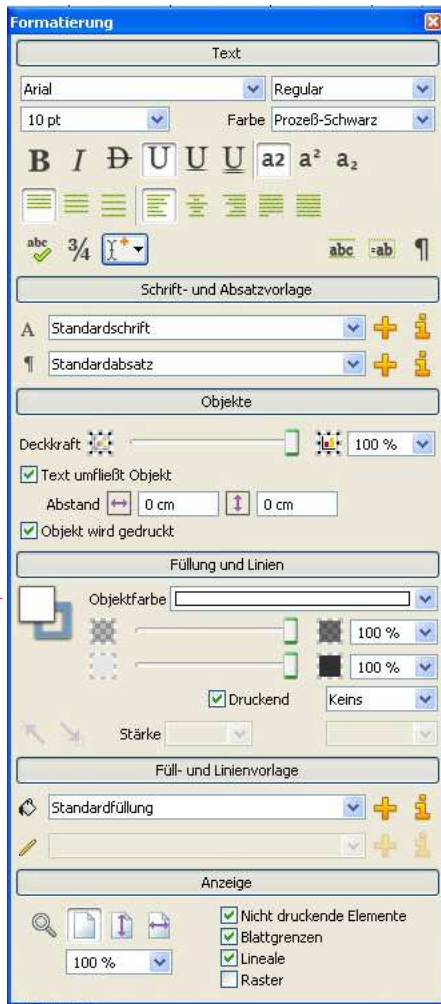 Formatierung
Text
Arial Regular
10 pt Farbe Prozeß-Schwarz
B I D U U U a2 a² a₂
abc ¾ abc =ab ¶
Schrift- und Absatzvorlage
A Standardschrift
¶ Standardabsatz
Objekte
Deckkraft 100 %
Text umfließt Objekt
Abstand 0 cm 0 cm
Objekt wird gedruckt
Füllung und Linien
Objektfarbe
100 %
100 %
Druckend Keins
Stärke
Füll- und Linienvorlage
Standardfüllung
Anzeige
Nicht druckende Elemente
Blattgrenzen
100 % Lineale
Raster